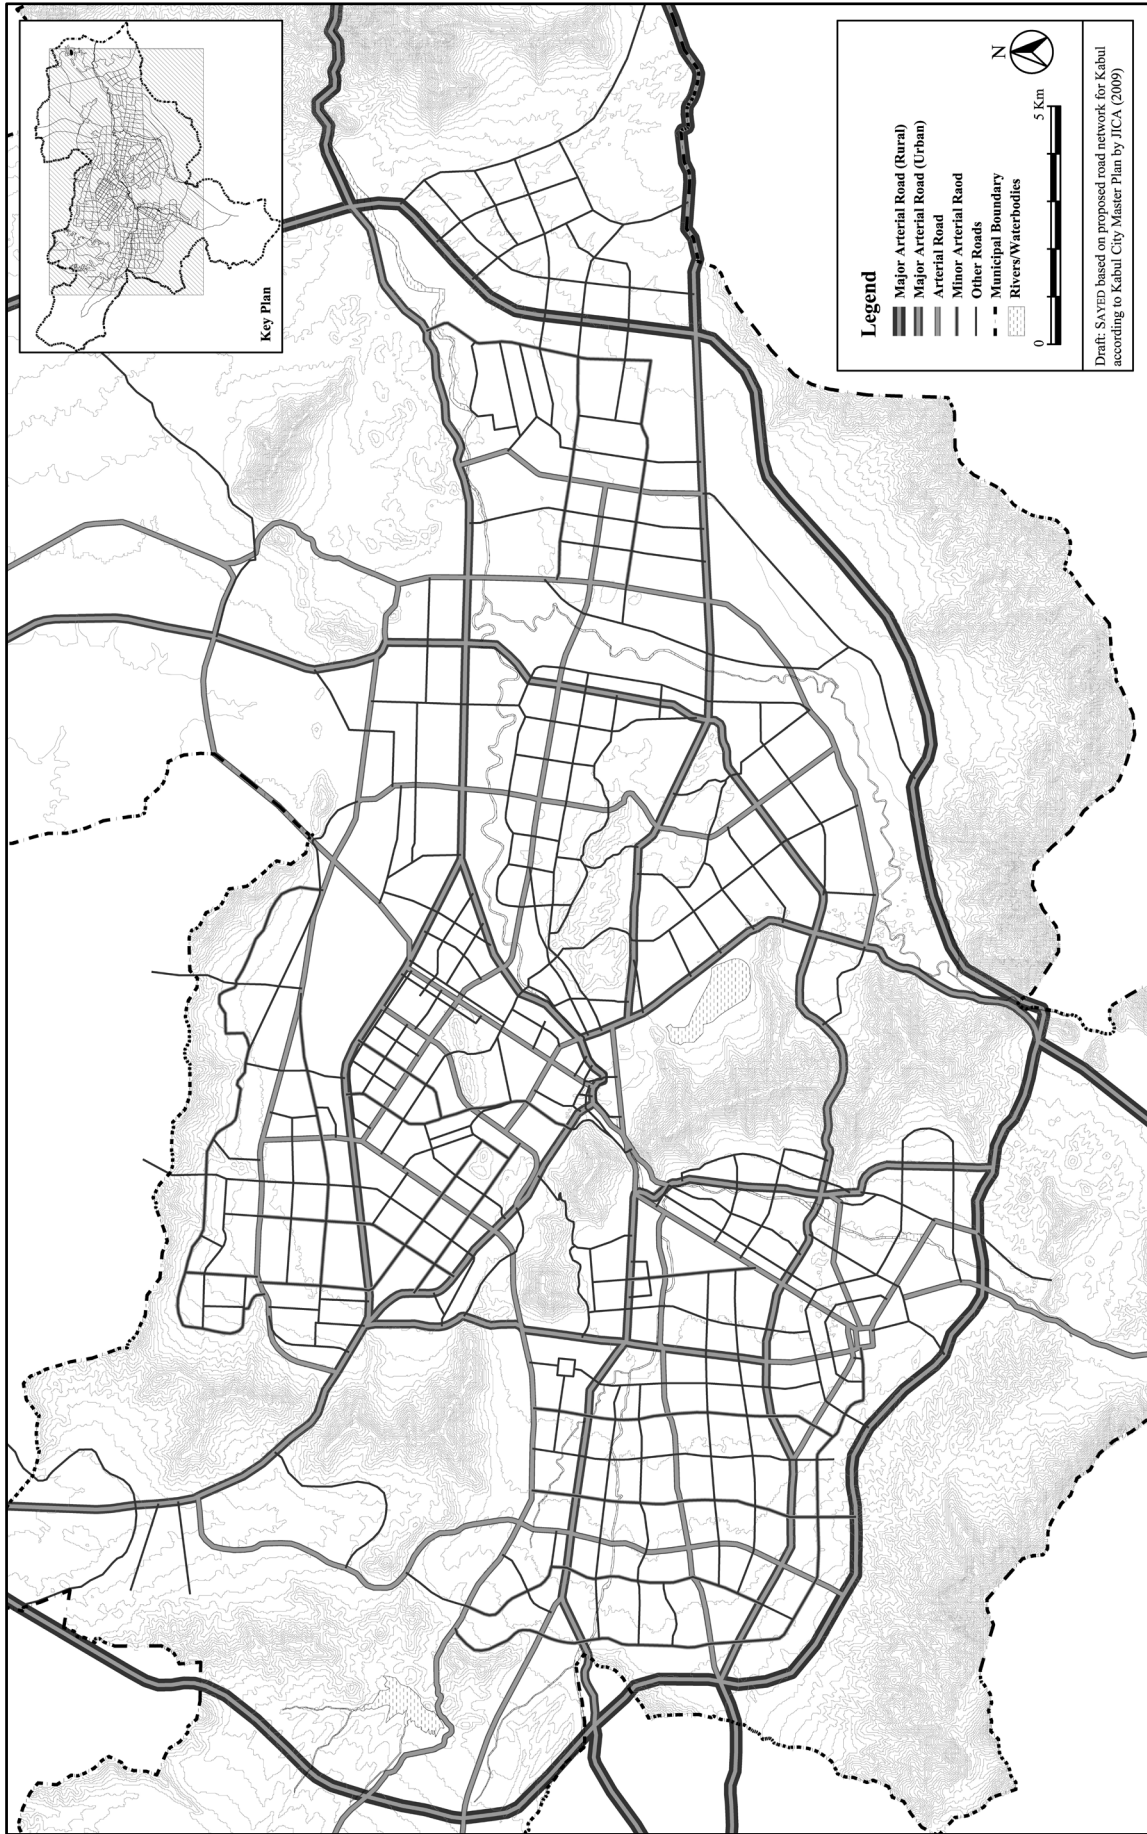 Key Plan
Legend
Major Arterial Road (Rural)
Major Arterial Road (Urban)
Arterial Road
Minor Arterial Raod
Other Roads
Municipal Boundary
Rivers/Waterbodies
N
0
5 Km
Draft: SAYED based on proposed road network for Kabul
according to Kabul City Master Plan by JICA (2009)